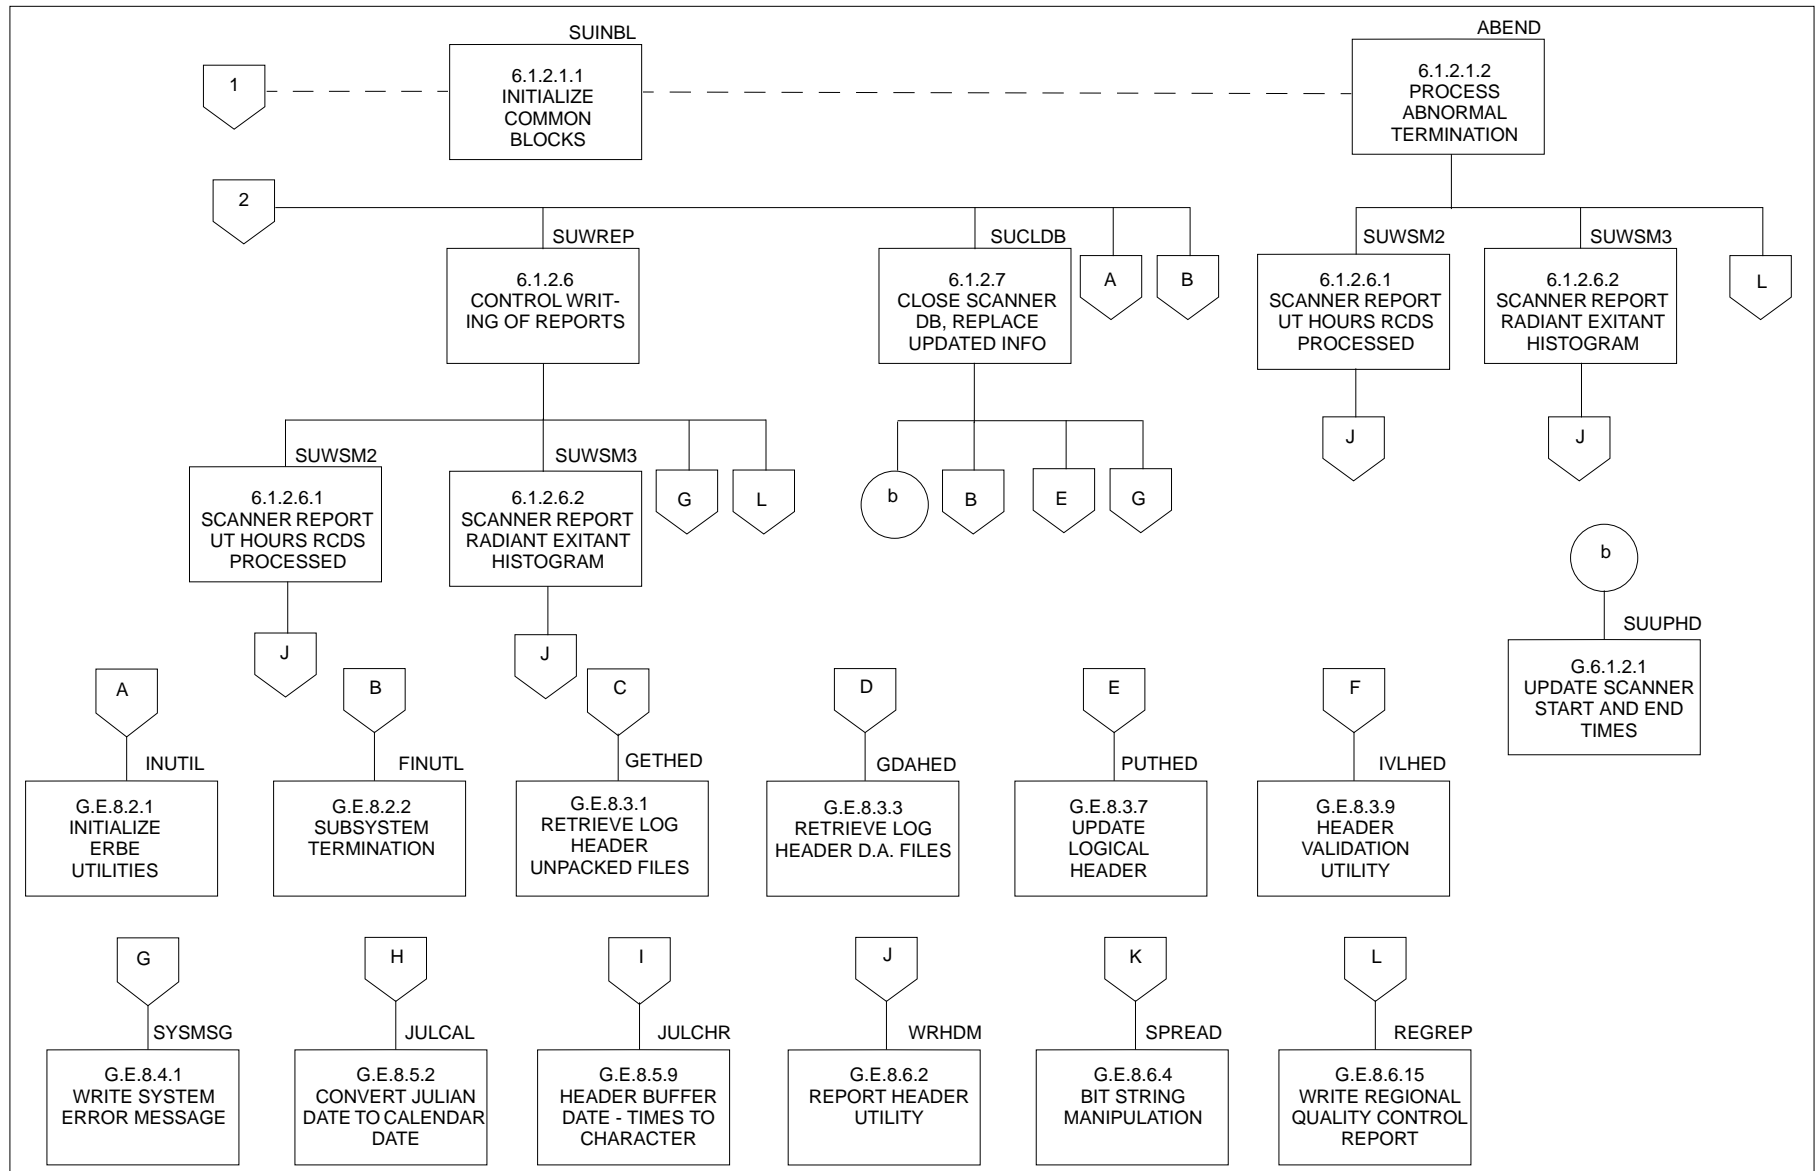 SUINBL
ABEND
1
6.1.2.1.1
INITIALIZE
COMMON
BLOCKS
6.1.2.1.2
PROCESS
ABNORMAL
TERMINATION
2
SUWREP
SUCLDB
SUWSM2
SUWSM3
6.1.2.6
CONTROL WRIT-
ING OF REPORTS
6.1.2.7
CLOSE SCANNER
DB, REPLACE
UPDATED INFO
A
B
6.1.2.6.1
SCANNER REPORT
UT HOURS RCDS
PROCESSED
6.1.2.6.2
SCANNER REPORT
RADIANT EXITANT
HISTOGRAM
L
J
J
SUWSM2
SUWSM3
6.1.2.6.1
SCANNER REPORT
UT HOURS RCDS
PROCESSED
6.1.2.6.2
SCANNER REPORT
RADIANT EXITANT
HISTOGRAM
G
L
b
B
E
G
J
J
b
SUUPHD
G.6.1.2.1
UPDATE SCANNER
START AND END
TIMES
A
B
C
D
E
F
INUTIL
FINUTL
GETHED
GDAHED
PUTHED
IVLHED
G.E.8.2.1
INITIALIZE
ERBE
UTILITIES
G.E.8.2.2
SUBSYSTEM
TERMINATION
G.E.8.3.1
RETRIEVE LOG
HEADER
UNPACKED FILES
G.E.8.3.3
RETRIEVE LOG
HEADER D.A. FILES
G.E.8.3.7
UPDATE
LOGICAL
HEADER
G.E.8.3.9
HEADER
VALIDATION
UTILITY
G
H
I
J
K
L
SYSMSG
JULCAL
JULCHR
WRHDM
SPREAD
REGREP
G.E.8.4.1
WRITE SYSTEM
ERROR MESSAGE
G.E.8.5.2
CONVERT JULIAN
DATE TO CALENDAR
DATE
G.E.8.5.9
HEADER BUFFER
DATE - TIMES TO
CHARACTER
G.E.8.6.2
REPORT HEADER
UTILITY
G.E.8.6.4
BIT STRING
MANIPULATION
G.E.8.6.15
WRITE REGIONAL
QUALITY CONTROL
REPORT